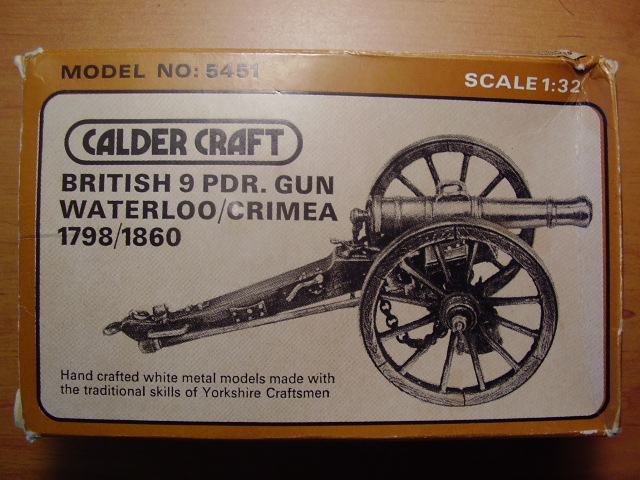 MODEL NO: 5451
SCALE 1:32
CALDER CRAFT
BRITISH 9 PDR. GUN
WATERLOO/CRIMEA
1798/1860
Hand crafted white metal models made with
the traditional skills of Yorkshire Craftsmen